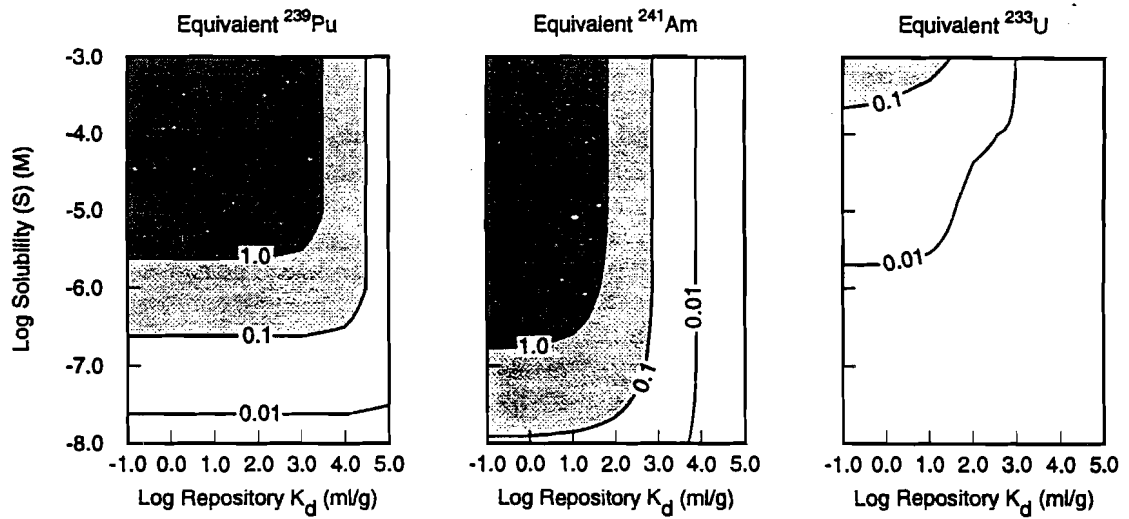 Equivalent ²³⁹Pu
Equivalent ²⁴¹Am
Equivalent ²³³U
Log Solubility (S) (M)
-3.0
-4.0
-5.0
-6.0
-7.0
-8.0
1.0
0.1
0.01
1.0
0.1
0.01
0.1
0.01
-1.0 0.0 1.0 2.0 3.0 4.0 5.0
-1.0 0.0 1.0 2.0 3.0 4.0 5.0
-1.0 0.0 1.0 2.0 3.0 4.0 5.0
Log Repository K_d (ml/g)
Log Repository K_d (ml/g)
Log Repository K_d (ml/g)